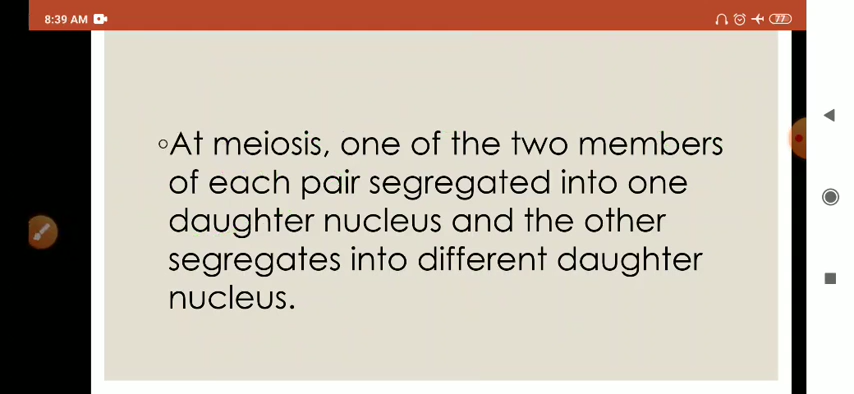 8:39 AM 77
◦At meiosis, one of the two members
of each pair segregated into one
daughter nucleus and the other
segregates into different daughter
nucleus.